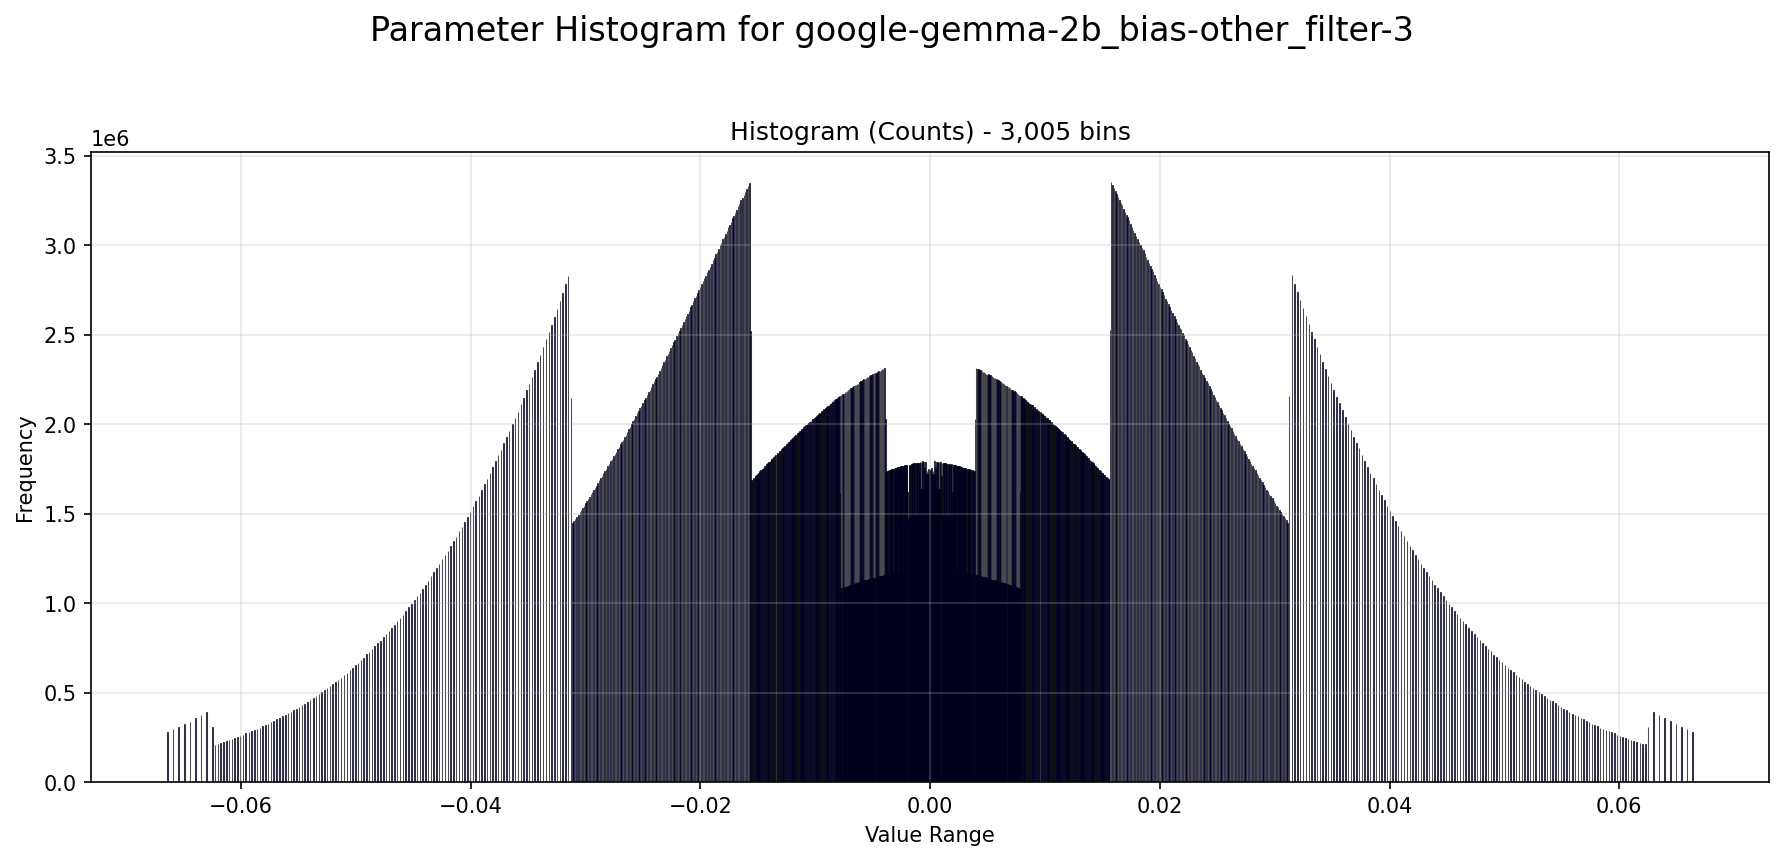 Parameter Histogram for google-gemma-2b_bias-other_filter-3
Histogram (Counts) - 3,005 bins
1e6
3.5
3.0
2.5
2.0
1.5
1.0
0.5
0.0
Frequency
−0.06 −0.04 −0.02 0.00 0.02 0.04 0.06
Value Range